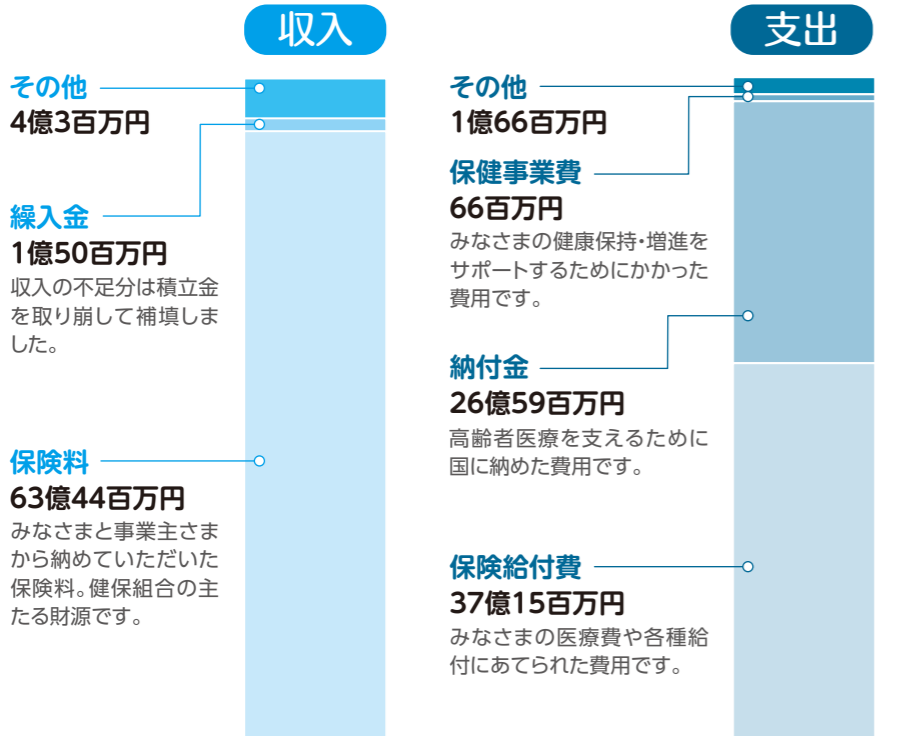 収入
その他
4億3百万円
繰入金
1億50百万円
収入の不足分は積立金
を取り崩して補填しま
した。
保険料
63億44百万円
みなさまと事業主さま
から納めていただいた
保険料。健保組合の主
たる財源です。
支出
その他
1億66百万円
保健事業費
66百万円
みなさまの健康保持・増進を
サポートするためにかかった
費用です。
納付金
26億59百万円
高齢者医療を支えるために
国に納めた費用です。
保険給付費
37億15百万円
みなさまの医療費や各種給
付にあてられた費用です。